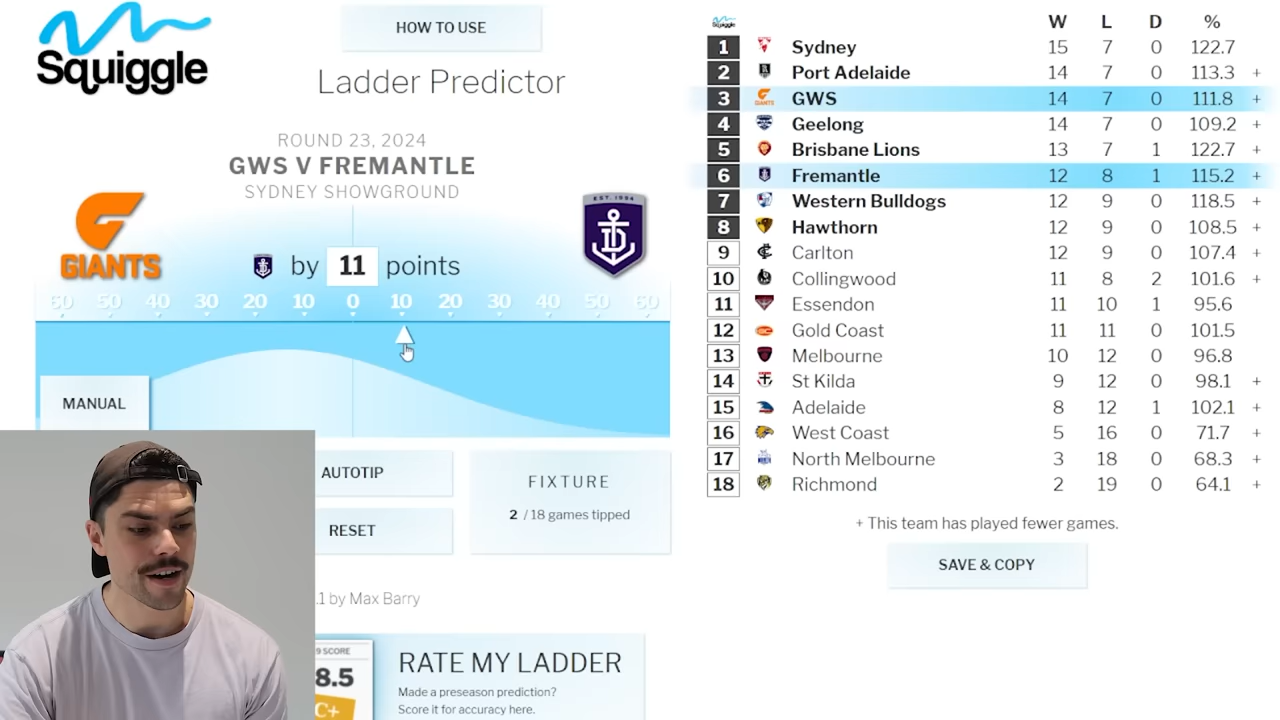 Squiggle
HOW TO USE
Ladder Predictor
ROUND 23, 2024
GWS V FREMANTLE
SYDNEY SHOWGROUND
GIANTS
EST. 1994
by 11 points
60 50 40 30 20 10 0 10 20 30 40 50 60
MANUAL
AUTOTIP
RESET
FIXTURE
2 / 18 games tipped
.1 by Max Barry
9 SCORE
8.5
C+
RATE MY LADDER
Made a preseason prediction?
Score it for accuracy here.
Squiggle W L D %
1 Sydney 15 7 0 122.7
2 Port Adelaide 14 7 0 113.3 +
3 GIANTS GWS 14 7 0 111.8 +
4 Geelong 14 7 0 109.2 +
5 Brisbane Lions 13 7 1 122.7 +
6 Fremantle 12 8 1 115.2 +
7 Western Bulldogs 12 9 0 118.5 +
8 Hawthorn 12 9 0 108.5 +
9 Carlton 12 9 0 107.4 +
10 Collingwood 11 8 2 101.6 +
11 Essendon 11 10 1 95.6
12 Gold Coast 11 11 0 101.5
13 Melbourne 10 12 0 96.8
14 St Kilda 9 12 0 98.1 +
15 Adelaide 8 12 1 102.1 +
16 West Coast 5 16 0 71.7 +
17 North Melbourne 3 18 0 68.3 +
18 Richmond 2 19 0 64.1 +
+ This team has played fewer games.
SAVE & COPY